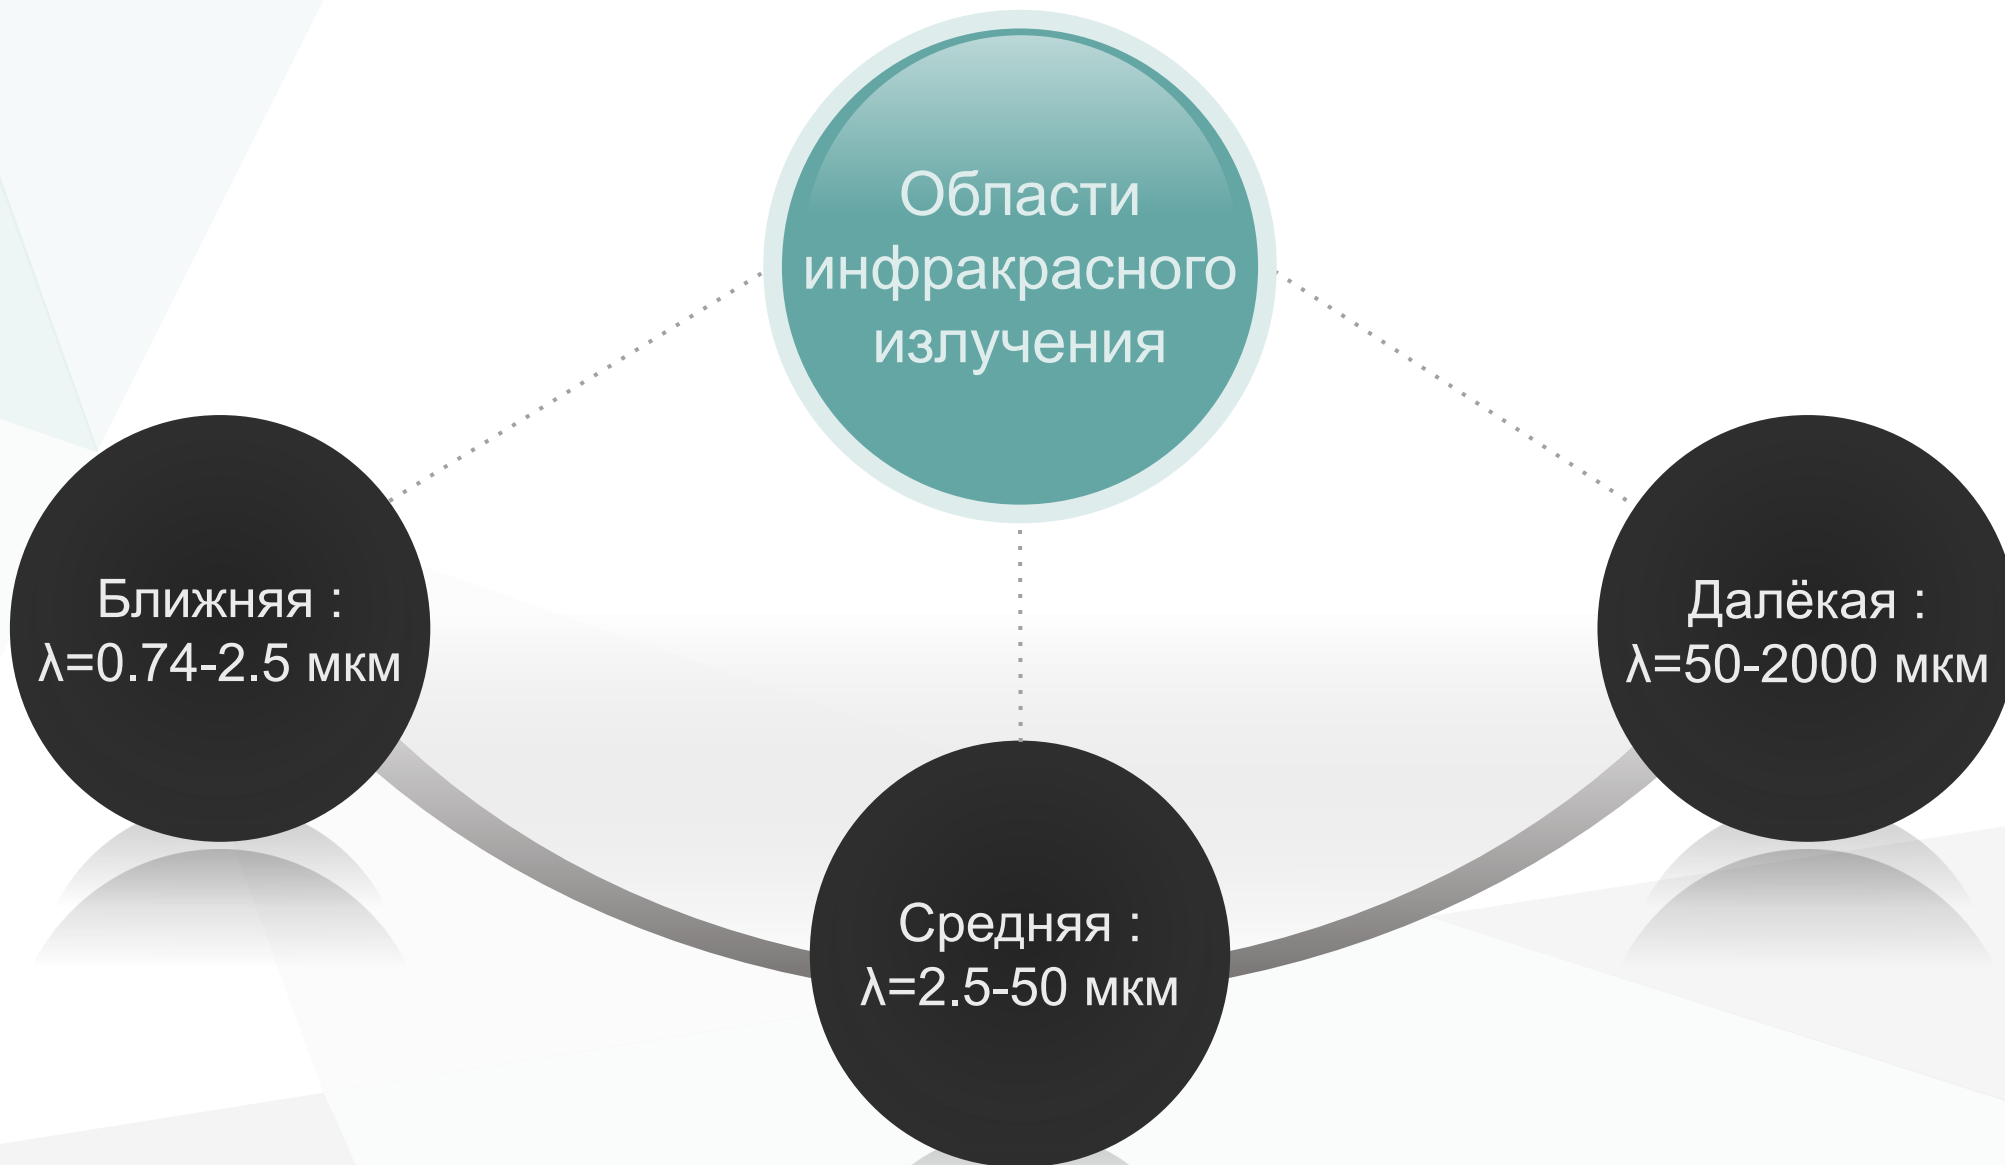 Области
инфракрасного
излучения
Ближняя :
λ=0.74-2.5 мкм
Средняя :
λ=2.5-50 мкм
Далёкая :
λ=50-2000 мкм